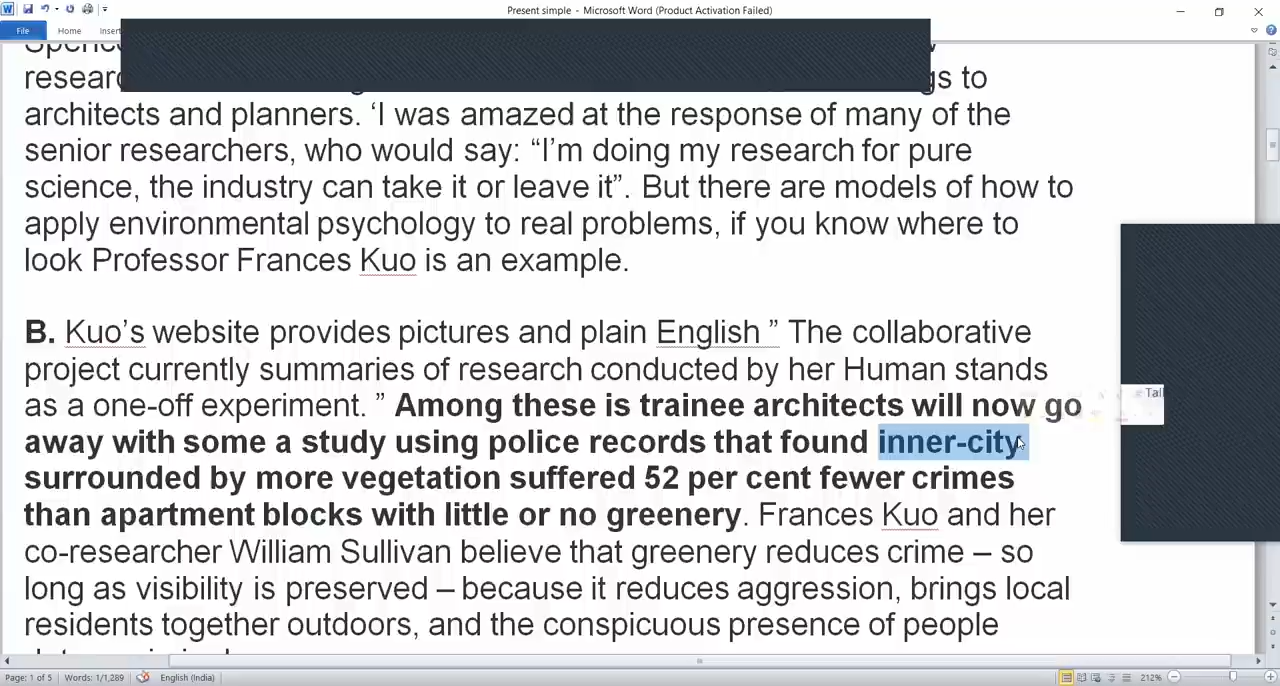 Present simple - Microsoft Word (Product Activation Failed)
File Home Insert
researc gs to
architects and planners. ‘I was amazed at the response of many of the
senior researchers, who would say: “I’m doing my research for pure
science, the industry can take it or leave it”. But there are models of how to
apply environmental psychology to real problems, if you know where to
look Professor Frances Kuo is an example.
B. Kuo’s website provides pictures and plain English ” The collaborative
project currently summaries of research conducted by her Human stands
as a one-off experiment. ” Among these is trainee architects will now go
away with some a study using police records that found inner-city
surrounded by more vegetation suffered 52 per cent fewer crimes
than apartment blocks with little or no greenery. Frances Kuo and her
co-researcher William Sullivan believe that greenery reduces crime – so
long as visibility is preserved – because it reduces aggression, brings local
residents together outdoors, and the conspicuous presence of people
Page: 1 of 5 Words: 1/1,289 English (India) 212%